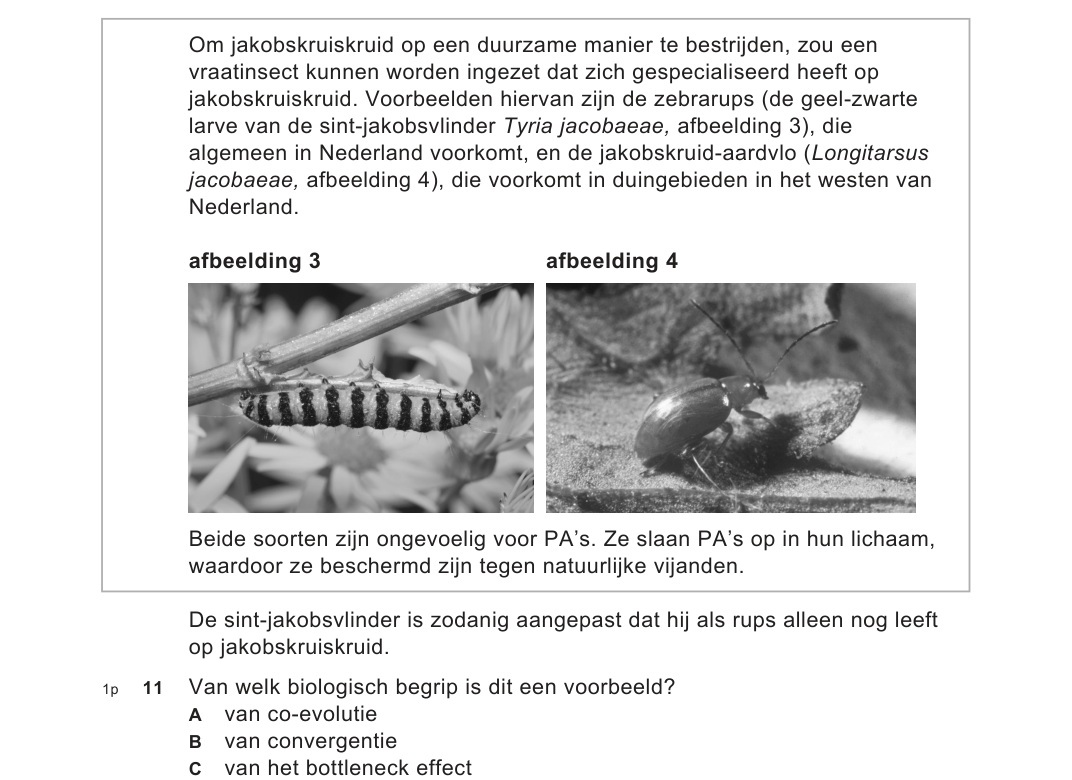 Om jakobskruiskruid op een duurzame manier te bestrijden, zou een
vraatinsect kunnen worden ingezet dat zich gespecialiseerd heeft op
jakobskruiskruid. Voorbeelden hiervan zijn de zebrarups (de geel-zwarte
larve van de sint-jakobsvlinder Tyria jacobaeae, afbeelding 3), die
algemeen in Nederland voorkomt, en de jakobskruid-aardvlo (Longitarsus
jacobaeae, afbeelding 4), die voorkomt in duingebieden in het westen van
Nederland.
afbeelding 3 afbeelding 4
Beide soorten zijn ongevoelig voor PA’s. Ze slaan PA’s op in hun lichaam,
waardoor ze beschermd zijn tegen natuurlijke vijanden.
De sint-jakobsvlinder is zodanig aangepast dat hij als rups alleen nog leeft
op jakobskruiskruid.
1p 11 Van welk biologisch begrip is dit een voorbeeld?
A van co-evolutie
B van convergentie
C van het bottleneck effect